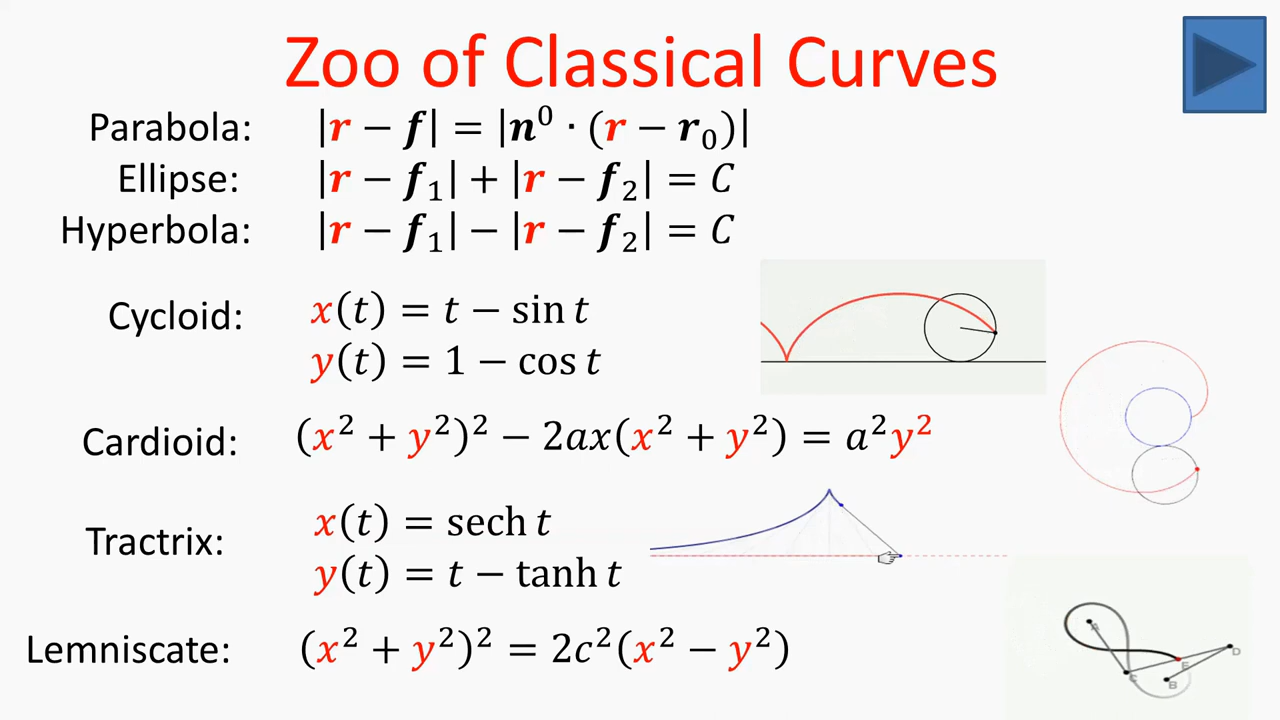 Zoo of Classical Curves
Parabola: |𝒓 − 𝒇| = |𝒏⁰ · (𝒓 − 𝒓₀)|
Ellipse: |𝒓 − 𝒇₁| + |𝒓 − 𝒇₂| = 𝐶
Hyperbola: |𝒓 − 𝒇₁| − |𝒓 − 𝒇₂| = 𝐶
Cycloid:
x(t) = t − sin t
y(t) = 1 − cos t
Cardioid: (x² + y²)² − 2ax(x² + y²) = a²y²
Tractrix:
x(t) = sech t
y(t) = t − tanh t
Lemniscate: (x² + y²)² = 2c²(x² − y²)
A
D
E
C
B